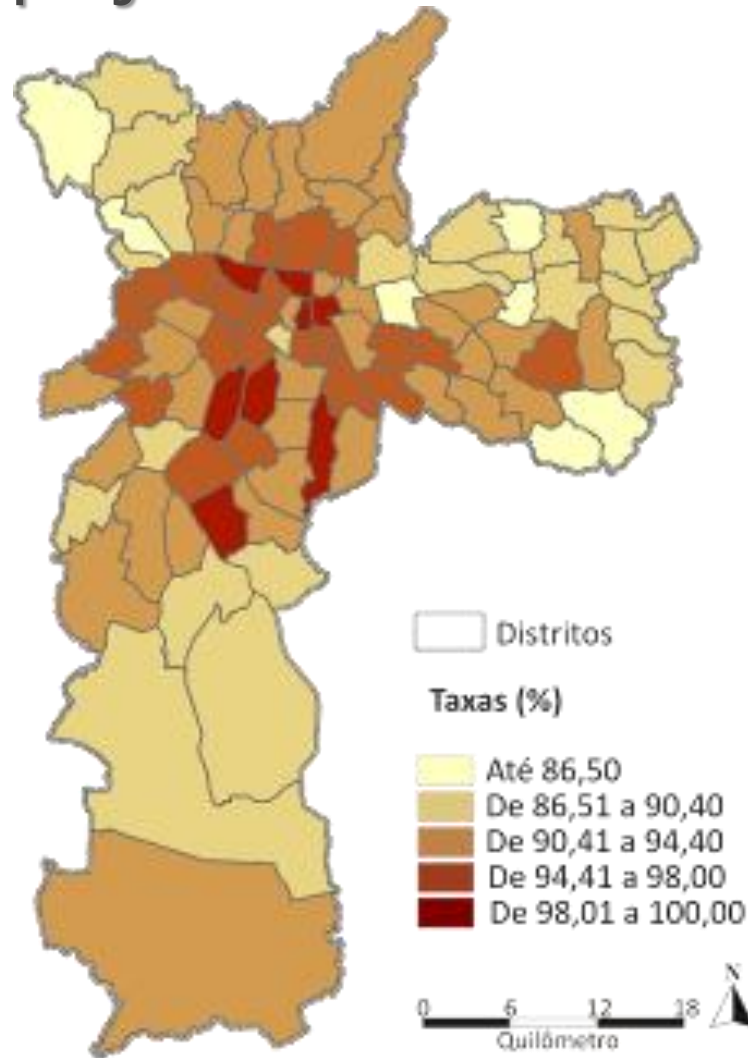 Distritos
Taxas (%)
Até 86,50
De 86,51 a 90,40
De 90,41 a 94,40
De 94,41 a 98,00
De 98,01 a 100,00
N
0 6 12 18
Quilômetro